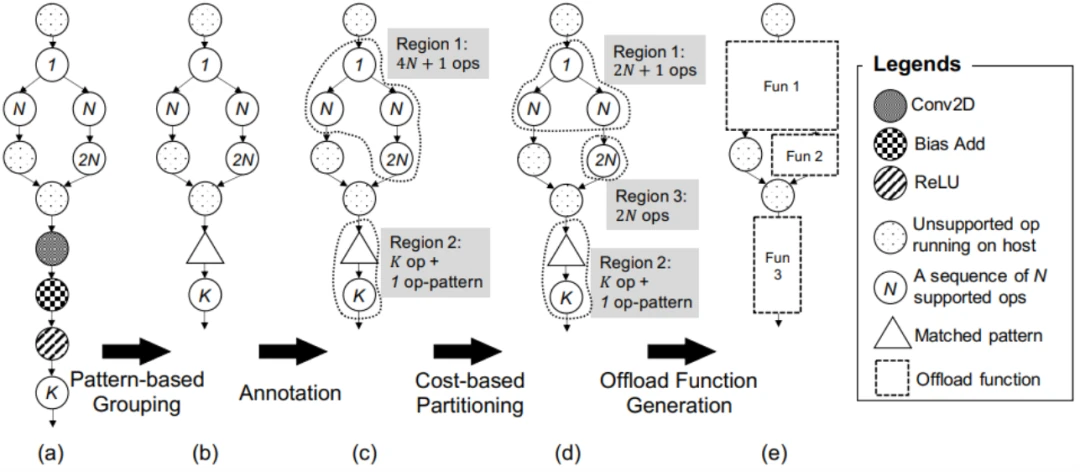 1
N
N
2N
K
(a)
Pattern-based
Grouping
1
N
N
2N
K
(b)
Annotation
Region 1:
4N + 1 ops
1
N
N
2N
Region 2:
K op +
1 op-pattern
K
(c)
Cost-based
Partitioning
Region 1:
2N + 1 ops
1
N
N
2N
Region 3:
2N ops
Region 2:
K op +
1 op-pattern
K
(d)
Offload Function
Generation
Fun 1
Fun 2
Fun
3
(e)
Legends
Conv2D
Bias Add
ReLU
Unsupported op
running on host
N
A sequence of N
supported ops
Matched pattern
Offload function